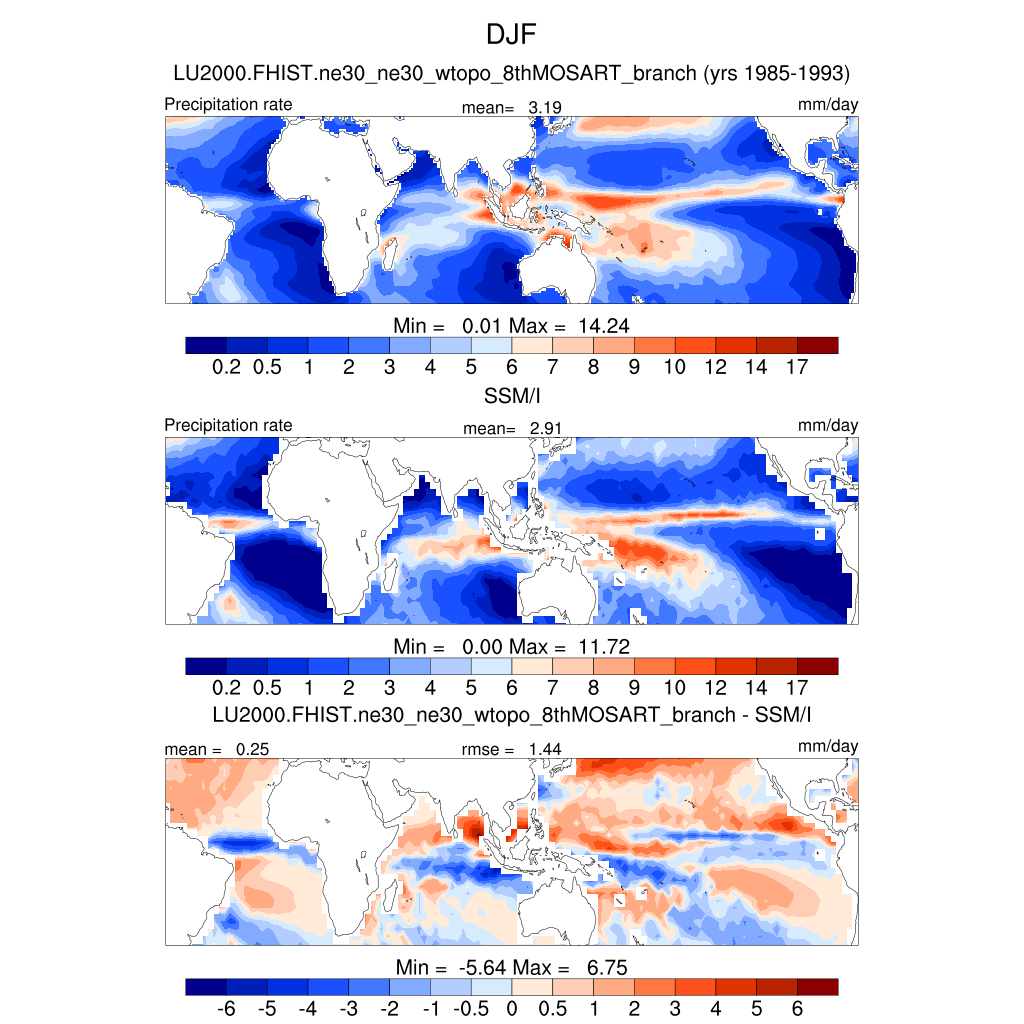 DJF
LU2000.FHIST.ne30_ne30_wtopo_8thMOSART_branch (yrs 1985-1993)
Precipitation rate mean= 3.19 mm/day
Min = 0.01 Max = 14.24
0.2 0.5 1 2 3 4 5 6 7 8 9 10 12 14 17
SSM/I
Precipitation rate mean= 2.91 mm/day
Min = 0.00 Max = 11.72
0.2 0.5 1 2 3 4 5 6 7 8 9 10 12 14 17
LU2000.FHIST.ne30_ne30_wtopo_8thMOSART_branch - SSM/I
mean = 0.25 rmse = 1.44 mm/day
Min = -5.64 Max = 6.75
-6 -5 -4 -3 -2 -1 -0.5 0 0.5 1 2 3 4 5 6